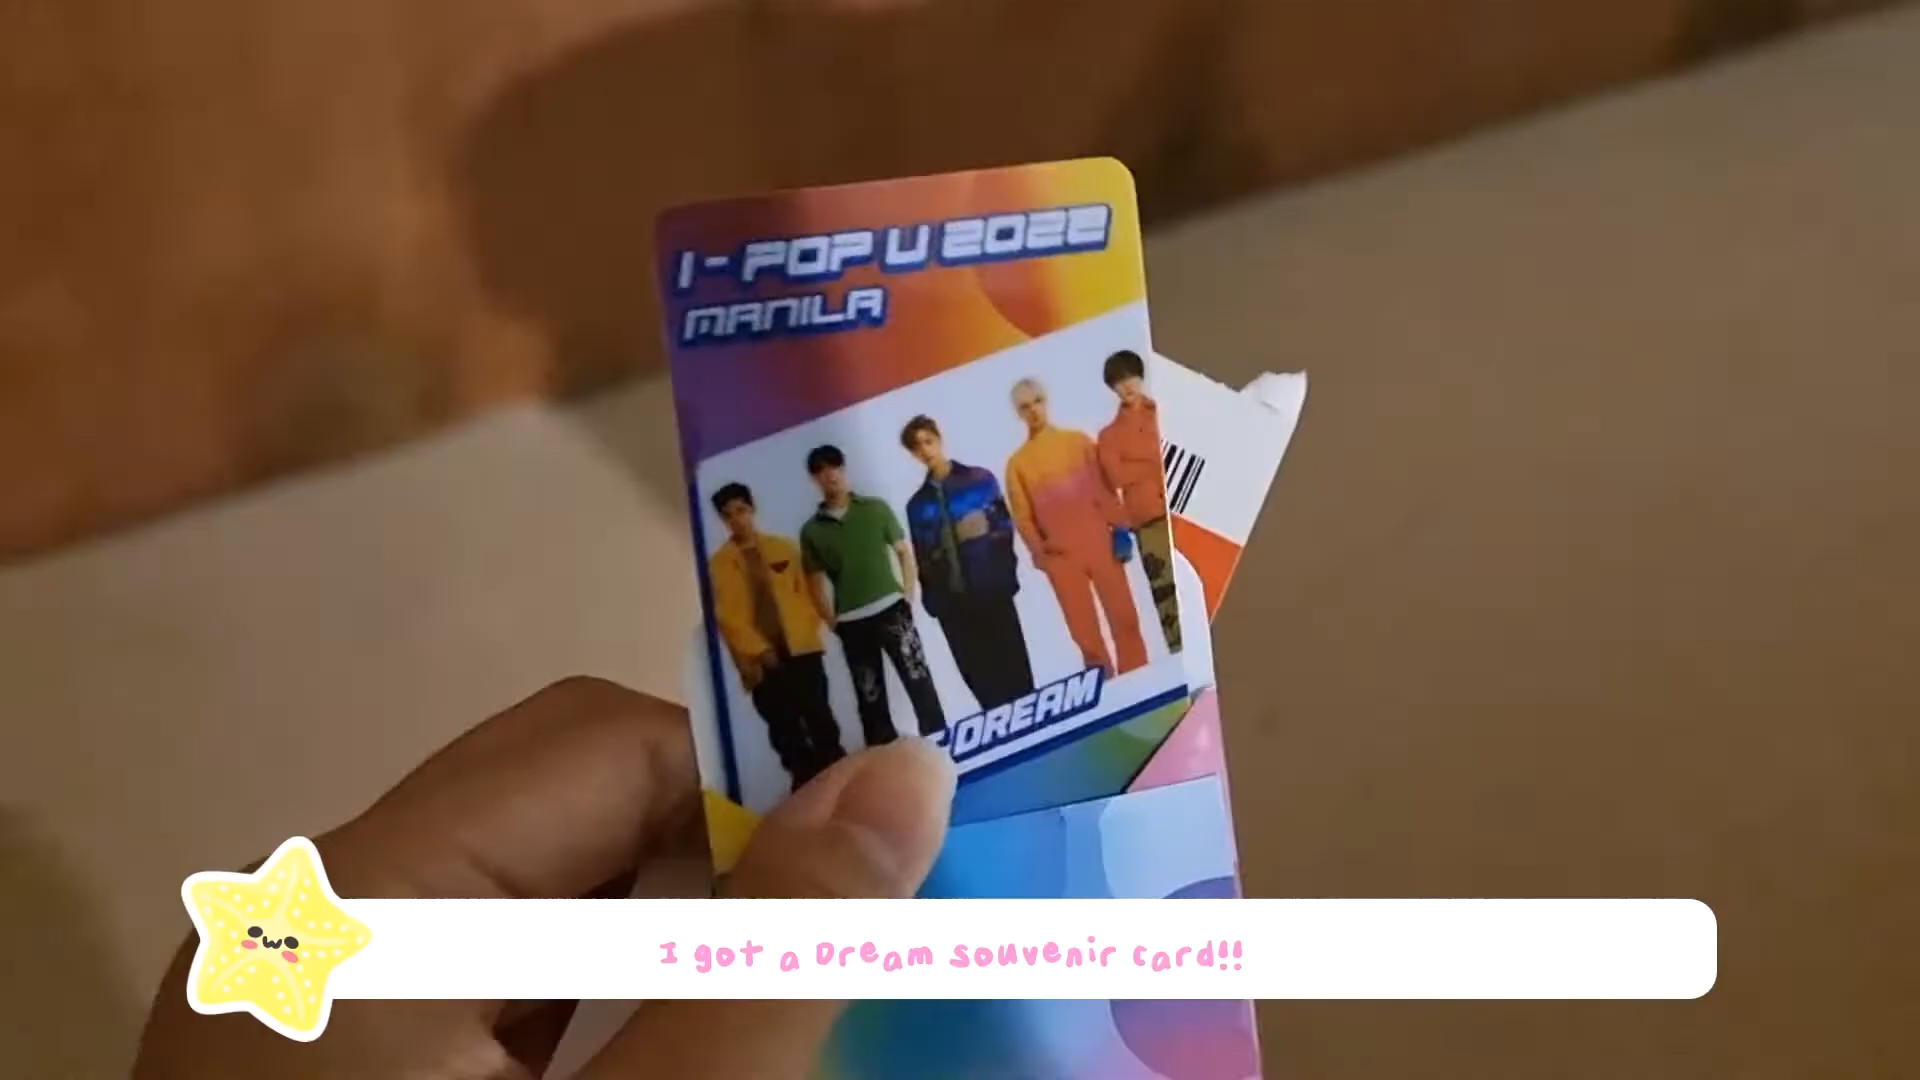 I - POP U 2022
MANILA
DREAM
I got a Dream souvenir card!!